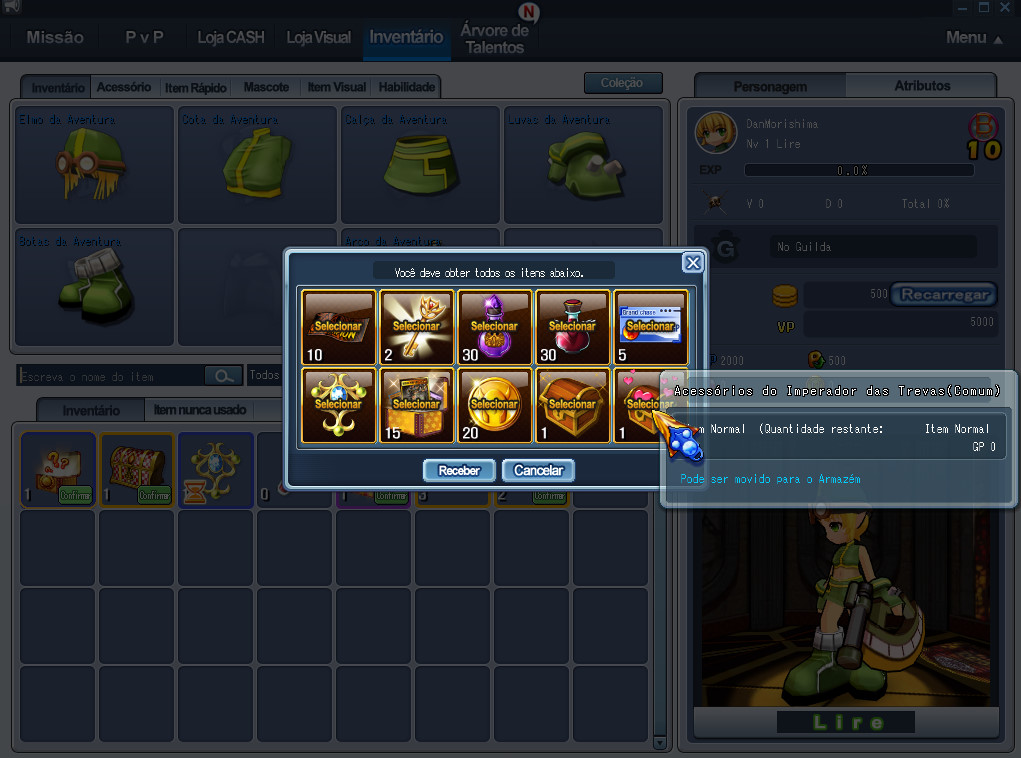 N
Missão
P v P
Loja CASH
Loja Visual
Inventário
Árvore de
Talentos
Menu
Inventário
Acessório
Item Rápido
Mascote
Item Visual
Habilidade
Coleção
Personagem
Atributos
Elmo da Aventura
Cota da Aventura
Calça da Aventura
Luvas da Aventura
DanMorishima
Nv 1 Lire
B
10
EXP
0.0%
V 0
D 0
Total 0%
Botas da Aventura
Arco da Aventura
G
No Guilda
500
Recarregar
VP
5000
2000
500
Você deve obter todos os itens abaixo.
Selecionar
10
Selecionar
2
Selecionar
30
Selecionar
30
Grand chase
Selecionar
5
Selecionar
Selecionar
15
Selecionar
20
Selecionar
1
Selecionar
1
Receber
Cancelar
Acessórios do Imperador das Trevas(Comum)
Normal (Quantidade restante:
Item Normal
GP 0
Pode ser movido para o Armazém
Escreva o nome do item
Todos
Inventário
Item nunca usado
1
Confirma
1
Confirma
0
Lire